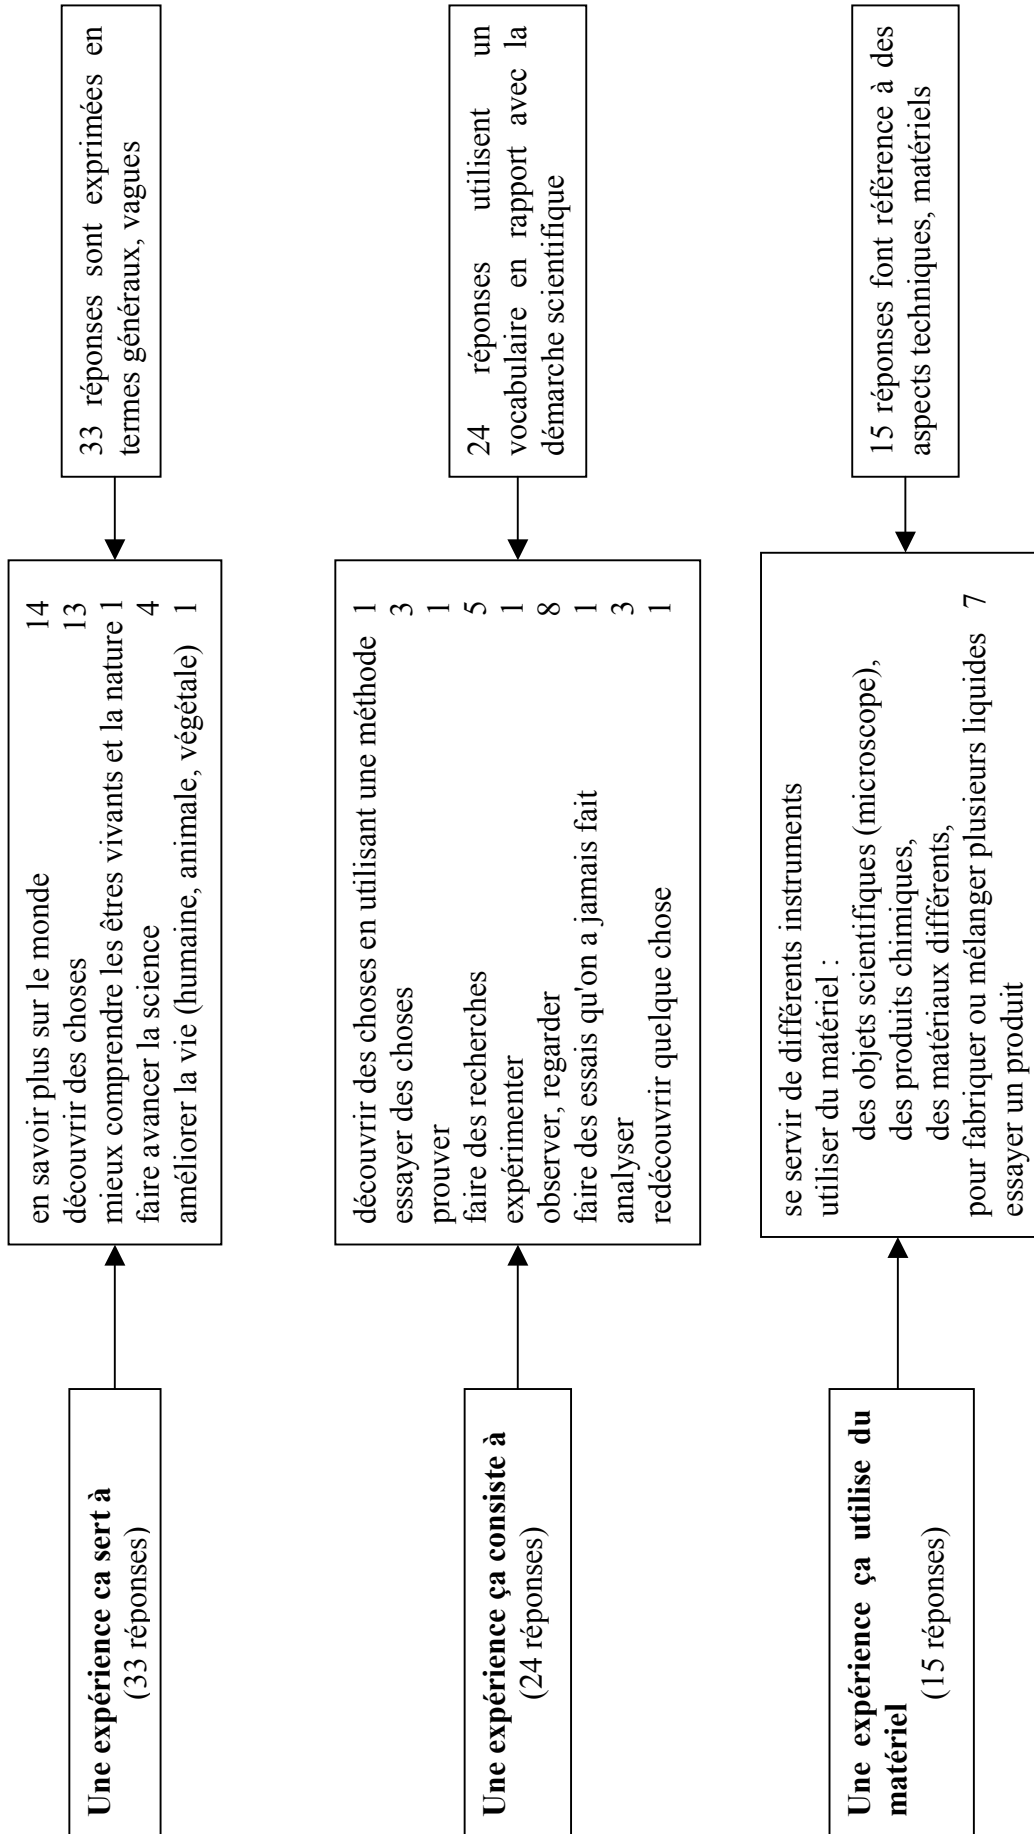 Une expérience ca sert à
(33 réponses)
en savoir plus sur le monde 14
découvrir des choses 13
mieux comprendre les êtres vivants et la nature 1
faire avancer la science 4
améliorer la vie (humaine, animale, végétale) 1
33 réponses sont exprimées en
termes généraux, vagues
Une expérience ça consiste à
(24 réponses)
découvrir des choses en utilisant une méthode 1
essayer des choses 3
prouver 1
faire des recherches 5
expérimenter 1
observer, regarder 8
faire des essais qu'on a jamais fait 1
analyser 3
redécouvrir quelque chose 1
24 réponses utilisent un
vocabulaire en rapport avec la
démarche scientifique
Une expérience ça utilise du
matériel
(15 réponses)
se servir de différents instruments
utiliser du matériel :
des objets scientifiques (microscope),
des produits chimiques,
des matériaux différents,
pour fabriquer ou mélanger plusieurs liquides 7
essayer un produit
15 réponses font référence à des
aspects techniques, matériels